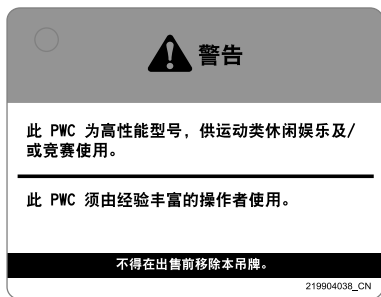 警告
此 PWC 为高性能型号，供运动类休闲娱乐及/
或竞赛使用。
此 PWC 须由经验丰富的操作者使用。
不得在出售前移除本吊牌。
219904038_CN